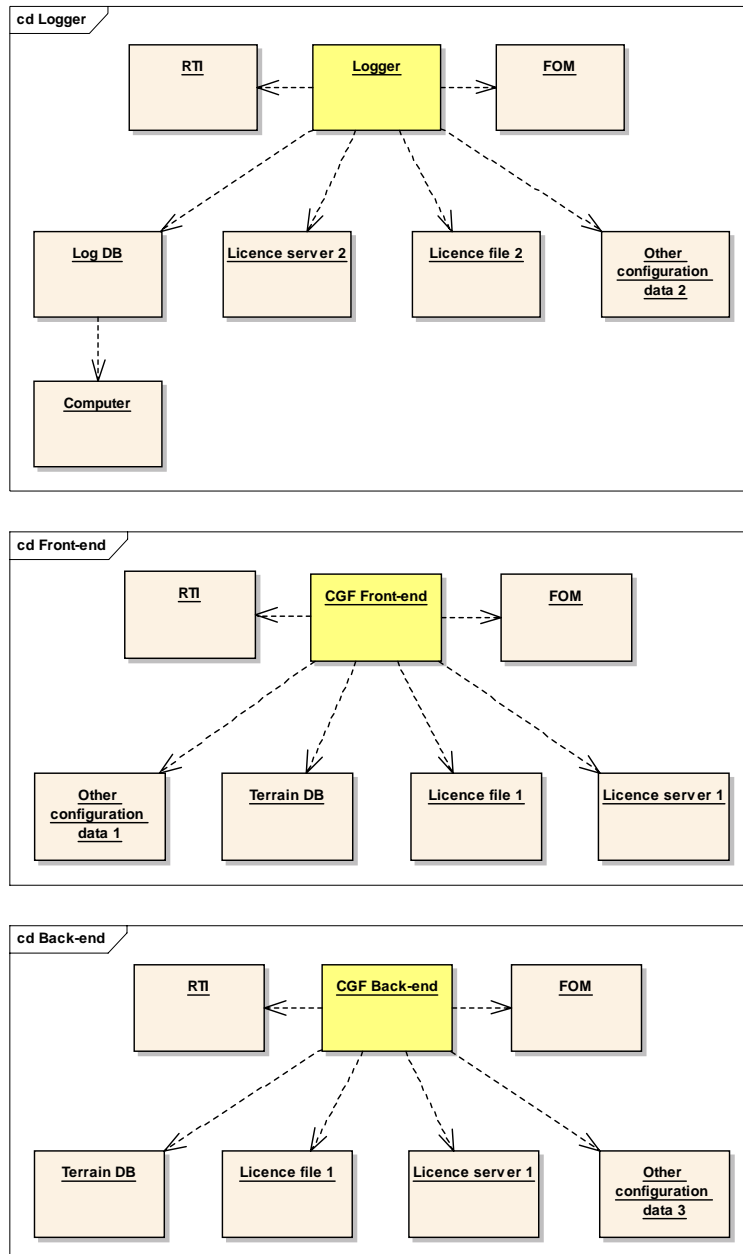 cd Logger
RTI
Logger
FOM
Log DB
Licence server 2
Licence file 2
Other
configuration
data 2
Computer
cd Front-end
RTI
CGF Front-end
FOM
Other
configuration
data 1
Terrain DB
Licence file 1
Licence server 1
cd Back-end
RTI
CGF Back-end
FOM
Terrain DB
Licence file 1
Licence server 1
Other
configuration
data 3